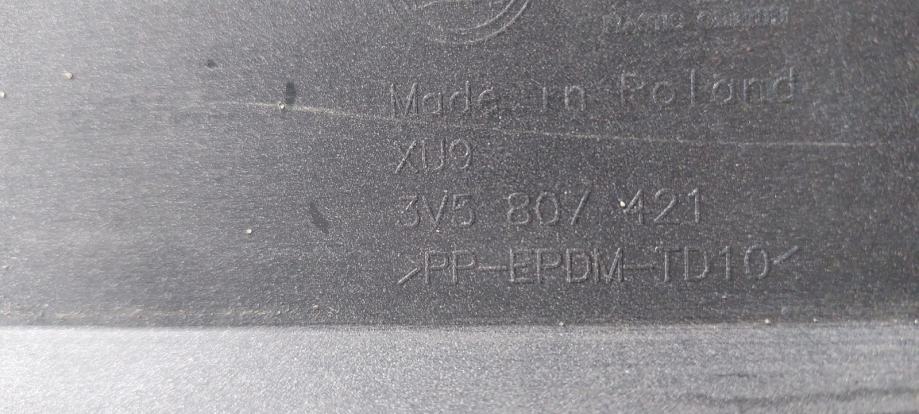 Made in Poland
XU9
3V5 807 421
>PP-EPDM-TD10<